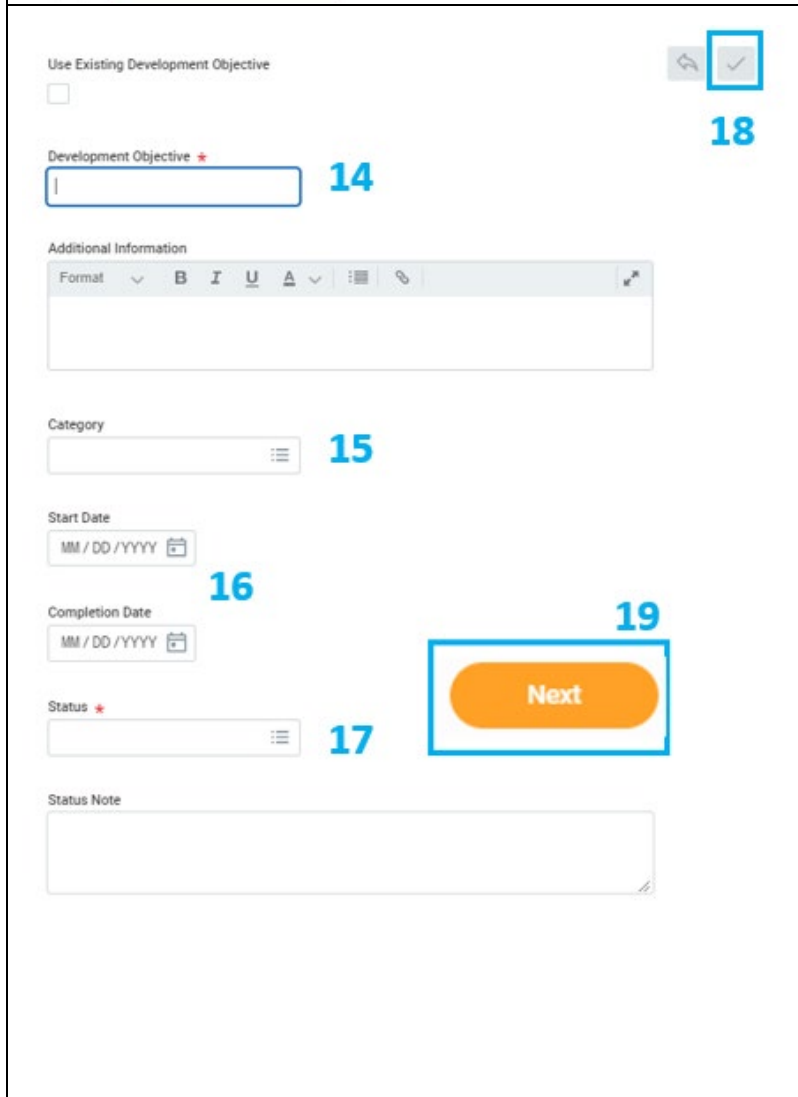 Use Existing Development Objective
18
Development Objective *
14
Additional Information
Format B I U A
Category
15
Start Date
MM / DD / YYYY
16
Completion Date
MM / DD / YYYY
19
Next
Status *
17
Status Note